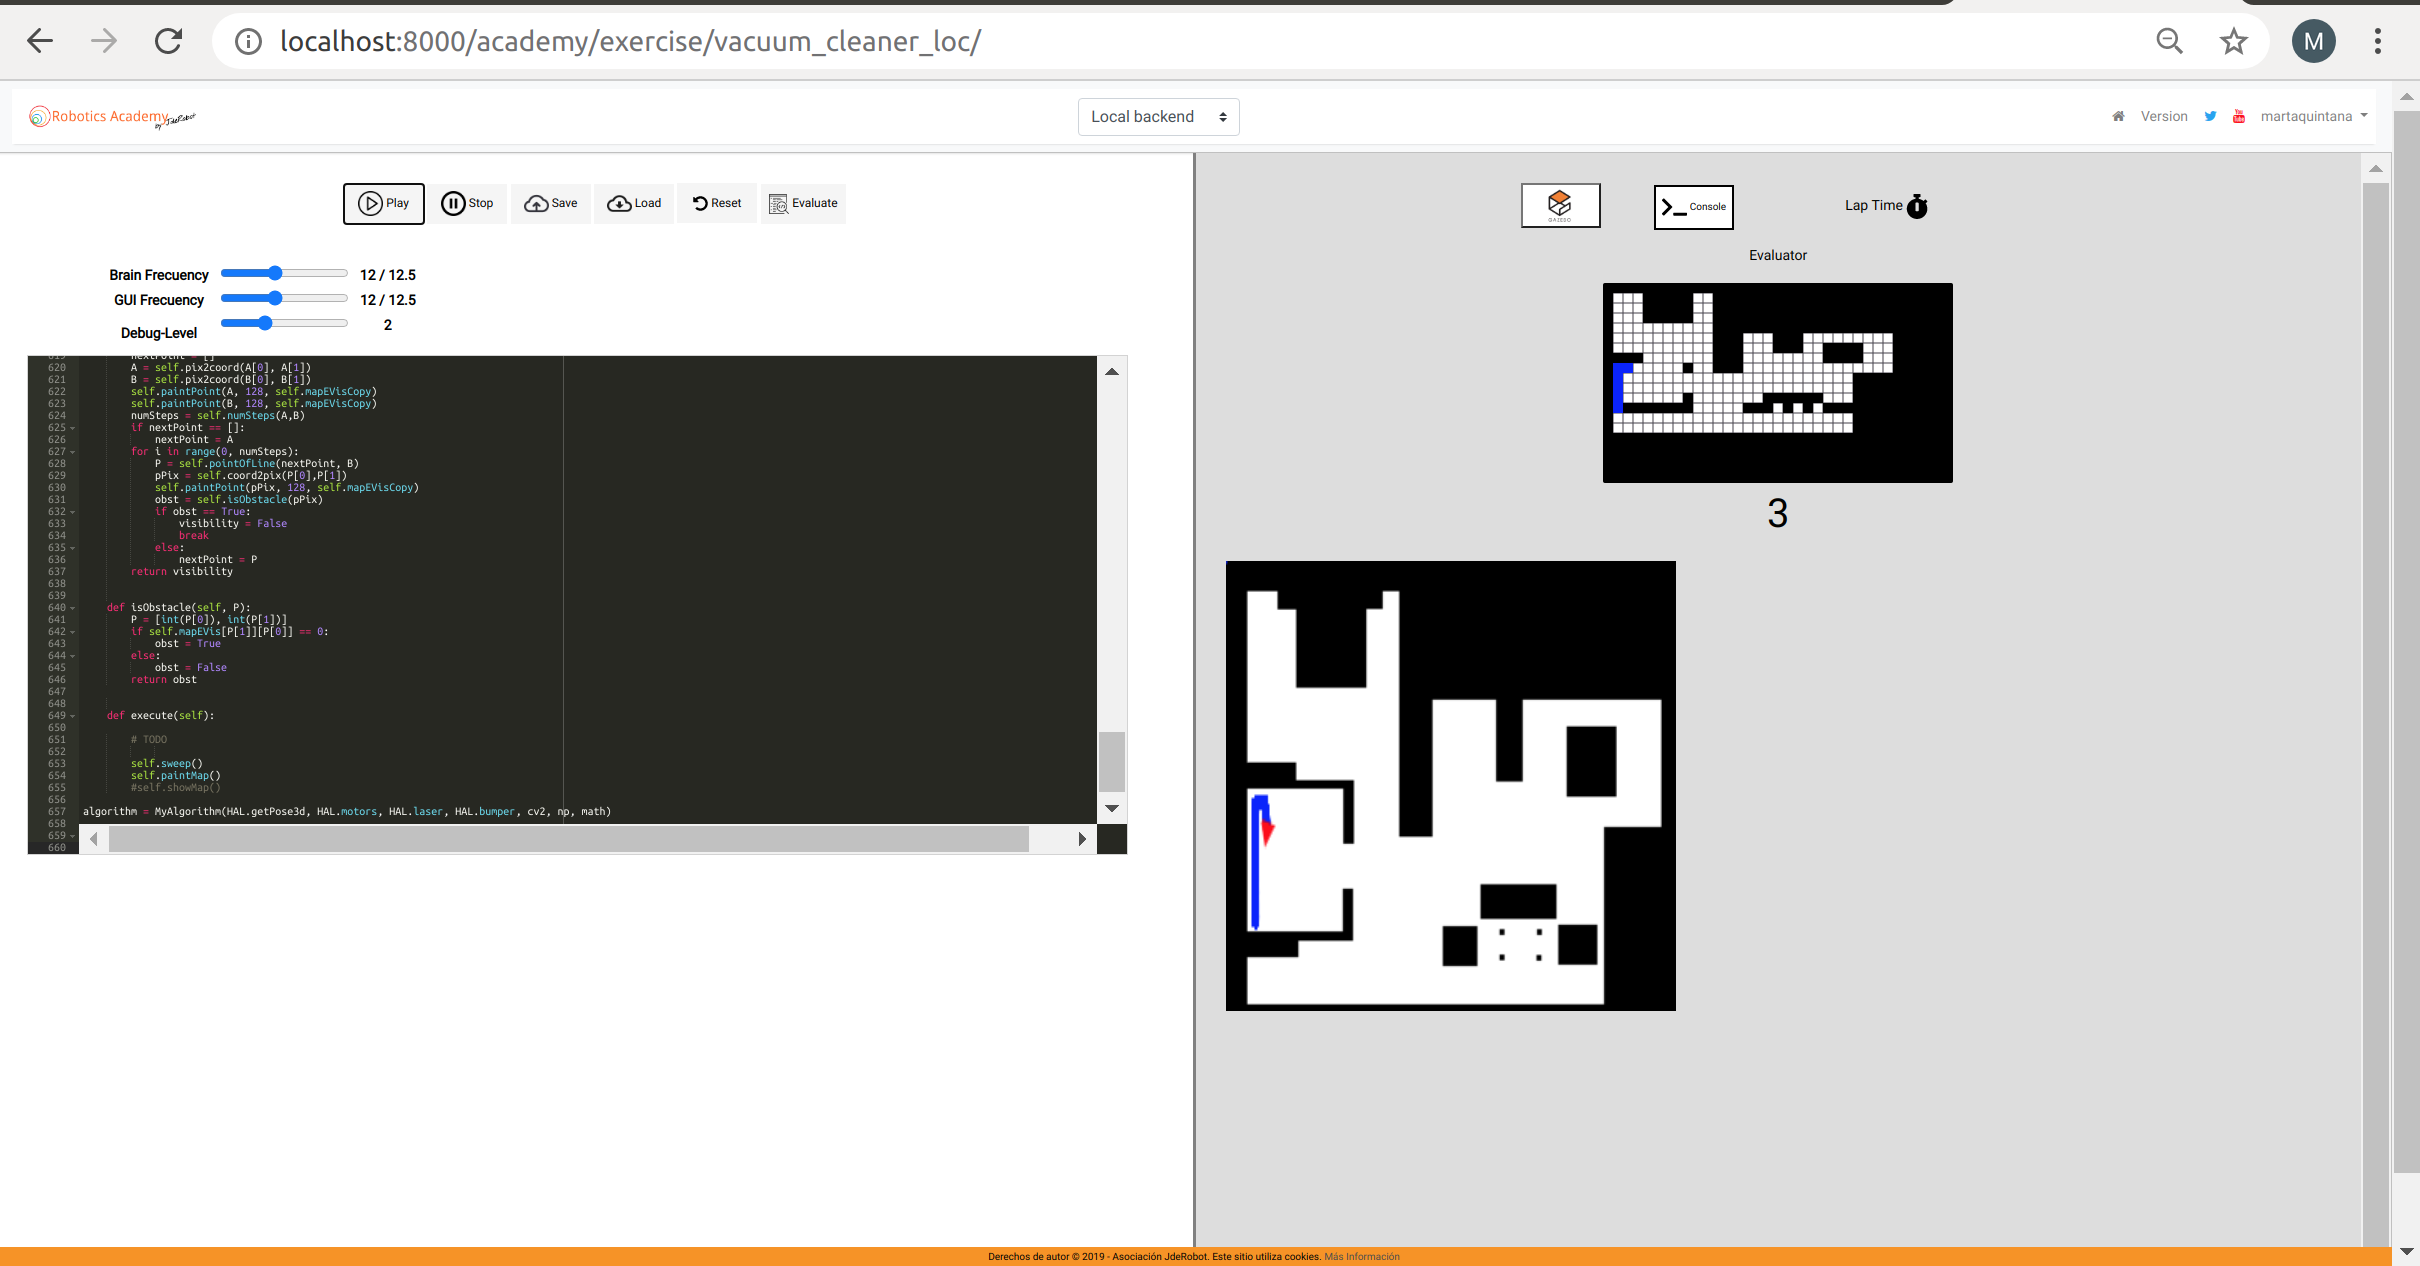 localhost:8000/academy/exercise/vacuum_cleaner_loc/
M
Robotics Academy
by JdeRobot
Local backend
Version
martaquintana
Play
Stop
Save
Load
Reset
Evaluate
Console
Lap Time
Evaluator
Brain Frecuency 12 / 12.5
GUI Frecuency 12 / 12.5
Debug-Level 2
619 nextPoint = []
620 A = self.pix2coord(A[0], A[1])
621 B = self.pix2coord(B[0], B[1])
622 self.paintPoint(A, 128, self.mapEVisCopy)
623 self.paintPoint(B, 128, self.mapEVisCopy)
624 numSteps = self.numSteps(A,B)
625 if nextPoint == []:
626 nextPoint = A
627 for i in range(0, numSteps):
628 P = self.pointOfLine(nextPoint, B)
629 pPix = self.coord2pix(P[0],P[1])
630 self.paintPoint(pPix, 128, self.mapEVisCopy)
631 obst = self.isObstacle(pPix)
632 if obst == True:
633 visibility = False
634 break
635 else:
636 nextPoint = P
637 return visibility
638
639
640 def isObstacle(self, P):
641 P = [int(P[0]), int(P[1])]
642 if self.mapEVis[P[1]][P[0]] == 0:
643 obst = True
644 else:
645 obst = False
646 return obst
647
648
649 def execute(self):
650
651 # TODO
652
653 self.sweep()
654 self.paintMap()
655 #self.showMap()
656
657 algorithm = MyAlgorithm(HAL.getPose3d, HAL.motors, HAL.laser, HAL.bumper, cv2, np, math)
658
659
660
3
Derechos de autor © 2019 - Asociación JdeRobot. Este sitio utiliza cookies. Más Información